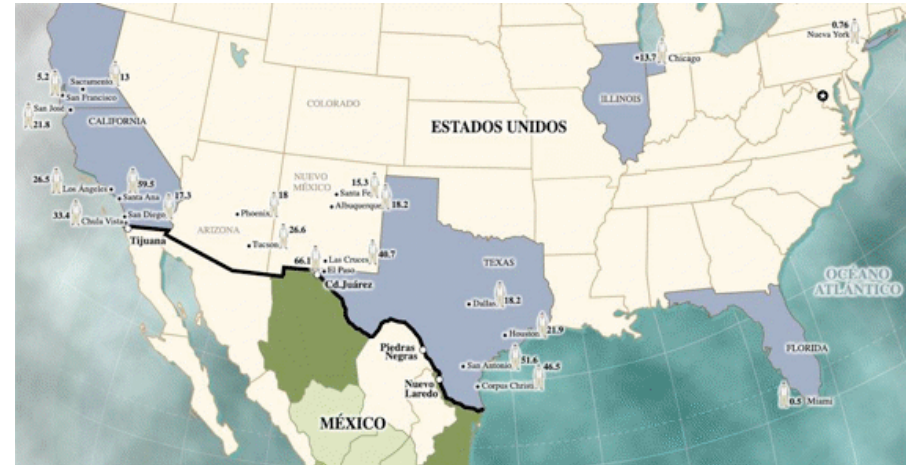 0.76
Nueva York
13.7
Chicago
5.2
Sacramento
13
San Francisco
San José
21.8
CALIFORNIA
COLORADO
ILLINOIS
ESTADOS UNIDOS
26.5
Los Ángeles
59.5
Santa Ana
17.3
33.4
San Diego
Chula Vista
Tijuana
NUEVO
MÉXICO
15.3
Santa Fe
Albuquerque
18.2
18
Phoenix
ARIZONA
26.6
Tucson
66.1
Las Cruces
40.7
El Paso
Cd.Juárez
TEXAS
Dallas
18.2
Houston
21.9
OCÉANO
ATLÁNTICO
Piedras
Negras
San Antonio
51.6
46.5
Corpus Christi
Nuevo
Laredo
FLORIDA
0.5
Miami
MÉXICO